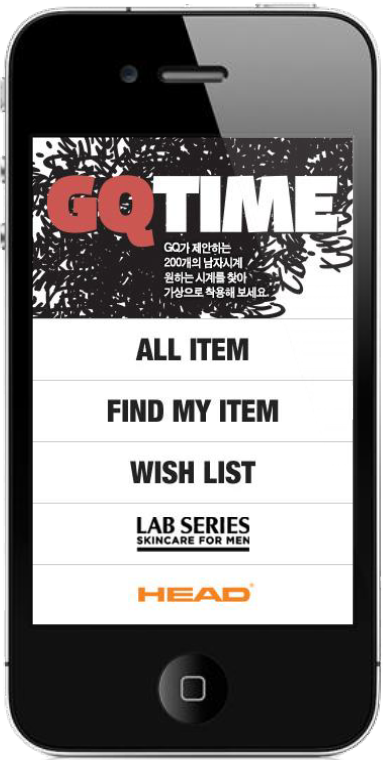 GQTIME
GQ가 제안하는
200개의 남자시계
원하는 시계를 찾아
가상으로 착용해 보세요.
ALL ITEM
FIND MY ITEM
WISH LIST
LAB SERIES
SKINCARE FOR MEN
HEAD®